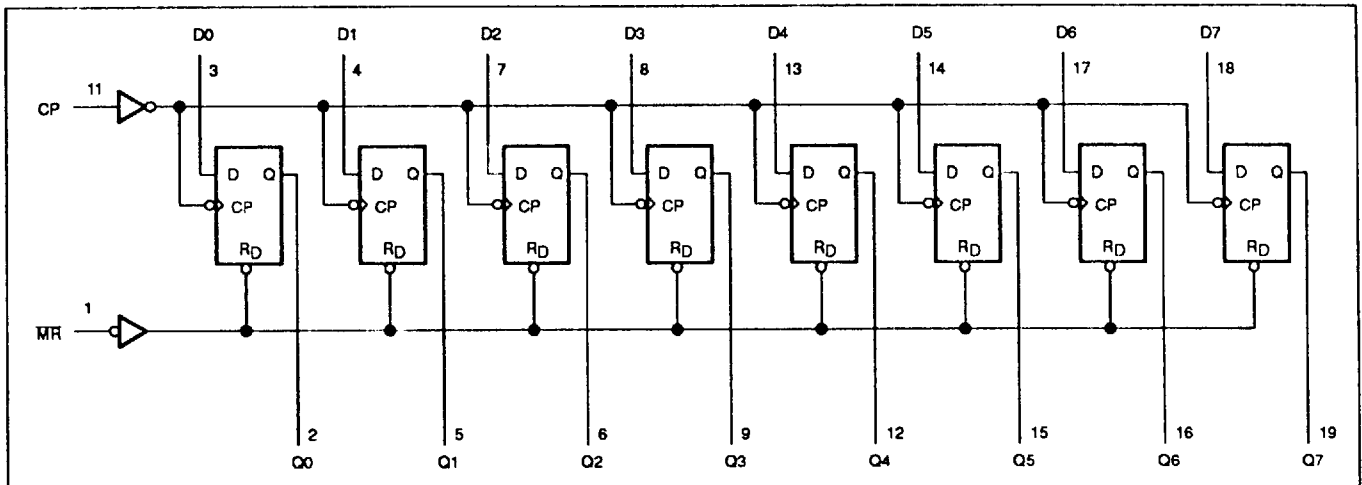 D0 D1 D2 D3 D4 D5 D6 D7
3 4 7 8 13 14 17 18
11
CP
D Q D Q D Q D Q D Q D Q D Q D Q
CP CP CP CP CP CP CP CP
RD RD RD RD RD RD RD RD
1
MR
2 5 6 9 12 15 16 19
Q0 Q1 Q2 Q3 Q4 Q5 Q6 Q7